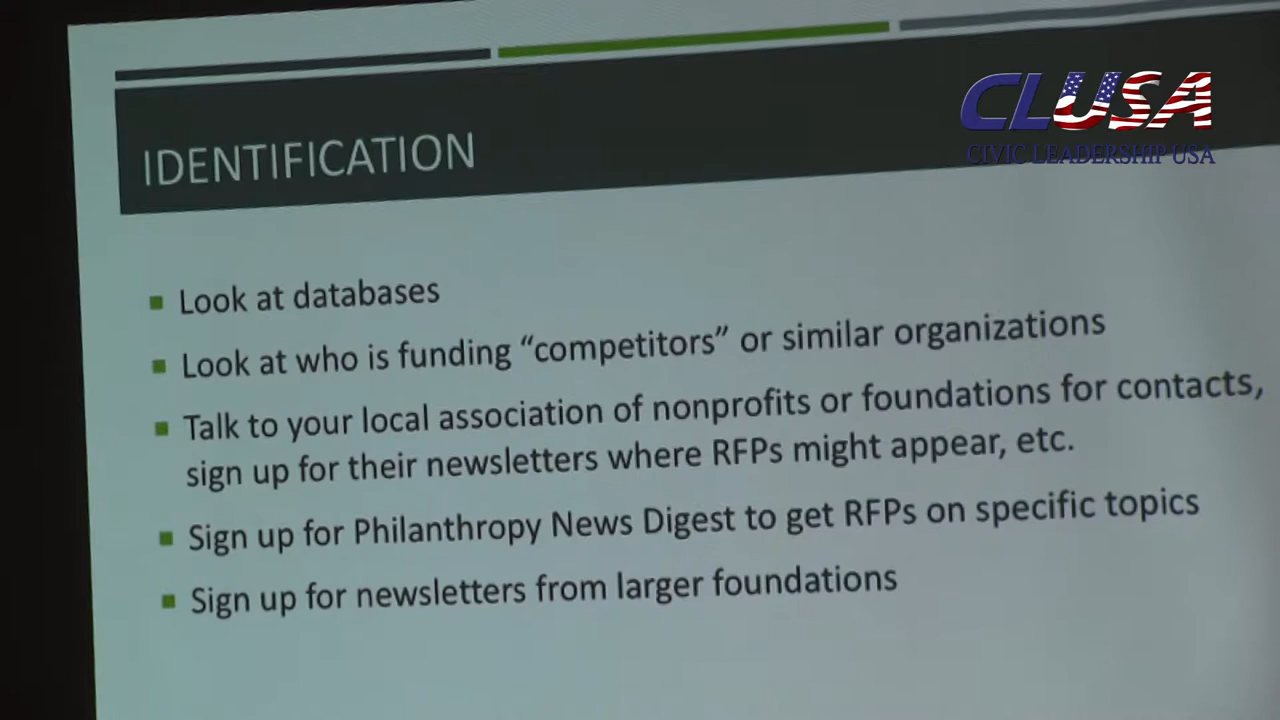 CLUSA
CIVIC LEADERSHIP USA
IDENTIFICATION
Look at databases
Look at who is funding “competitors” or similar organizations
Talk to your local association of nonprofits or foundations for contacts,
sign up for their newsletters where RFPs might appear, etc.
Sign up for Philanthropy News Digest to get RFPs on specific topics
Sign up for newsletters from larger foundations